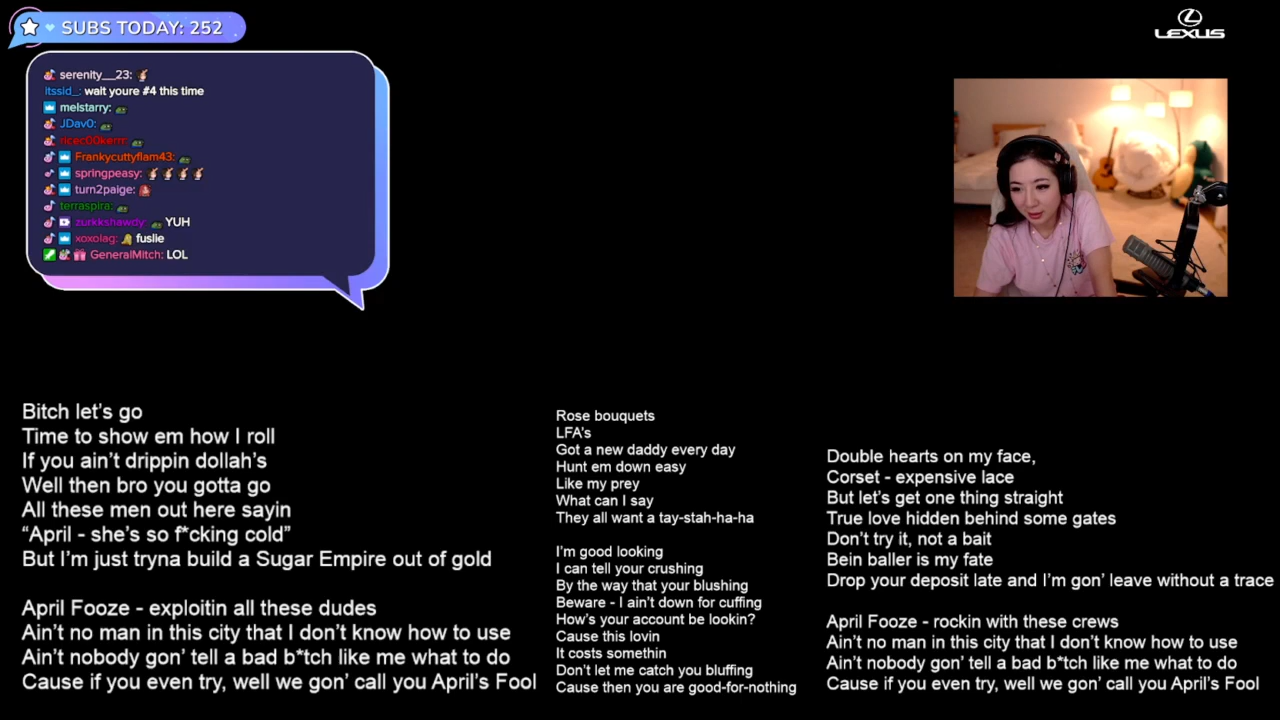 SUBS TODAY: 252
LEXUS
serenity__23:
itssid_: wait youre #4 this time
melstarry:
JDav0:
ricec00kerrr:
Frankycuttyflam43:
springpeasy:
turn2paige:
terraspira:
zurkkshawdy: YUH
xoxolag: fuslie
GeneralMitch: LOL
Bitch let's go
Time to show em how I roll
If you ain't drippin dollah's
Well then bro you gotta go
All these men out here sayin
“April - she's so f*cking cold”
But I'm just tryna build a Sugar Empire out of gold
April Fooze - exploitin all these dudes
Ain't no man in this city that I don't know how to use
Ain't nobody gon' tell a bad b*tch like me what to do
Cause if you even try, well we gon' call you April's Fool
Rose bouquets
LFA's
Got a new daddy every day
Hunt em down easy
Like my prey
What can I say
They all want a tay-stah-ha-ha
I'm good looking
I can tell your crushing
By the way that your blushing
Beware - I ain't down for cuffing
How's your account be lookin?
Cause this lovin
It costs somethin
Don't let me catch you bluffing
Cause then you are good-for-nothing
Double hearts on my face,
Corset - expensive lace
But let's get one thing straight
True love hidden behind some gates
Don't try it, not a bait
Bein baller is my fate
Drop your deposit late and I'm gon' leave without a trace
April Fooze - rockin with these crews
Ain't no man in this city that I don't know how to use
Ain't nobody gon' tell a bad b*tch like me what to do
Cause if you even try, well we gon' call you April's Fool